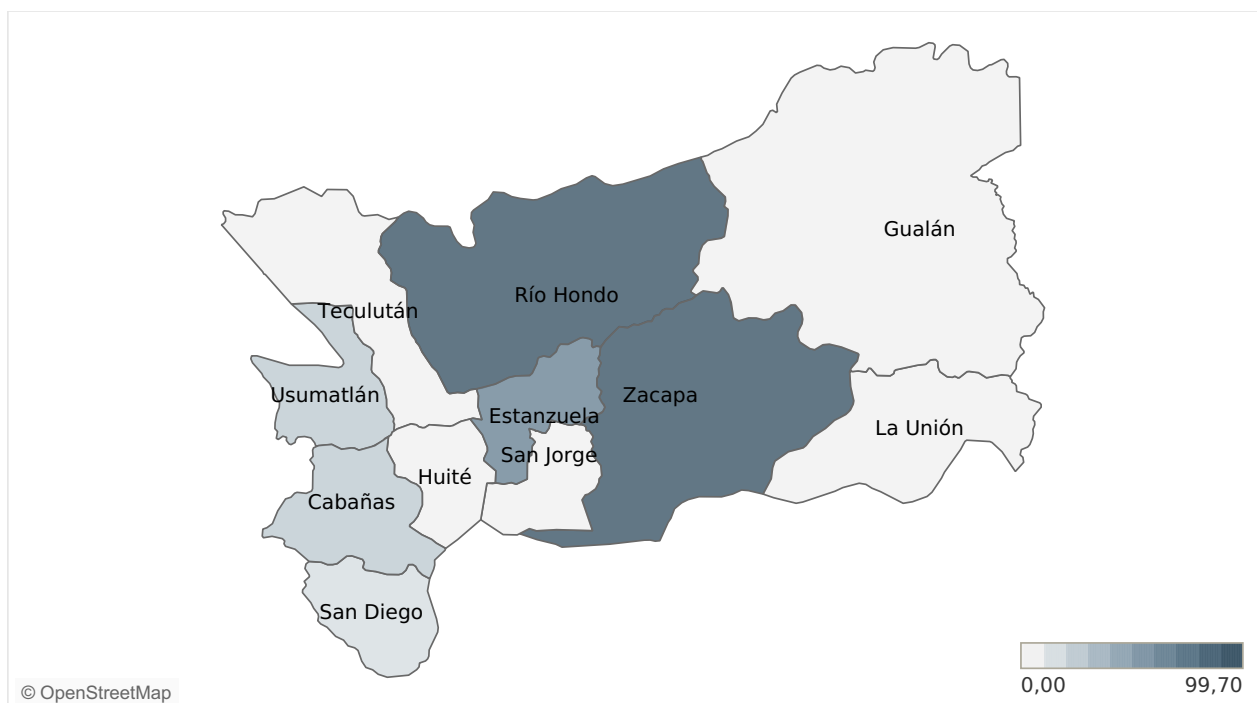 Gualán
Río Hondo
Teculután
Usumatlán
Zacapa
Estanzuela
La Unión
San Jorge
Huité
Cabañas
San Diego
0,00 99,70
© OpenStreetMap